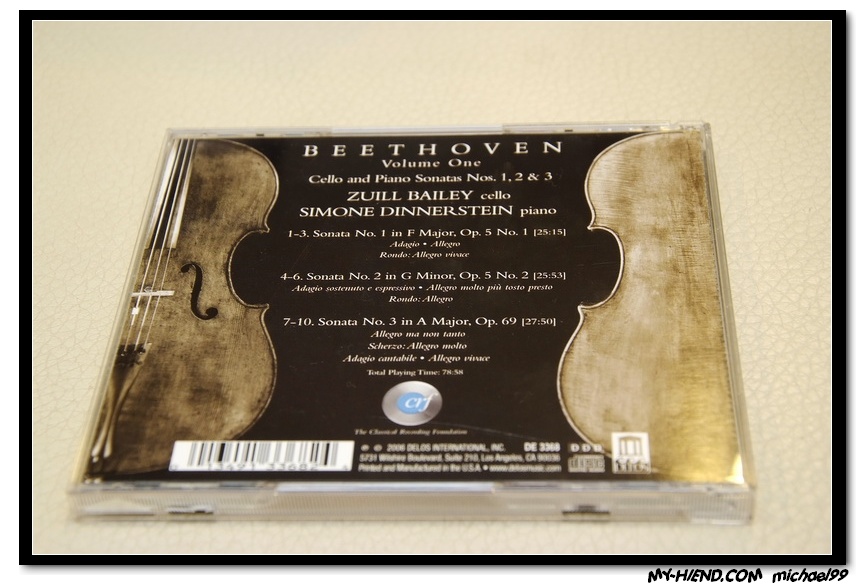 BEETHOVEN
Volume One
Cello and Piano Sonatas Nos. 1, 2 & 3
ZUILL BAILEY cello
SIMONE DINNERSTEIN piano
1-3. Sonata No. 1 in F Major, Op. 5 No. 1 [25:15]
Adagio • Allegro
Rondo: Allegro vivace
4-6. Sonata No. 2 in G Minor, Op. 5 No. 2 [25:53]
Adagio sostenuto e espressivo • Allegro molto più tosto presto
Rondo: Allegro
7-10. Sonata No. 3 in A Major, Op. 69 [27:50]
Allegro ma non tanto
Scherzo: Allegro molto
Adagio cantabile • Allegro vivace
Total Playing Time: 78:58
crf
The Classical Recording Foundation
℗ © 2006 DELOS INTERNATIONAL, INC. DE 3368 DDD
5731 Wilshire Boulevard, Suite 210, Los Angeles, CA 90036
Printed and Manufactured in the U.S.A. • www.delosmusic.com
MY-HIEND.COM michael99